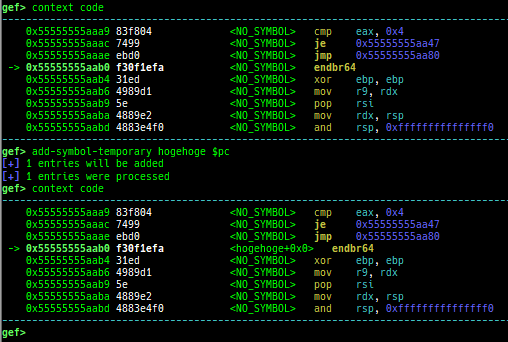 gef> context code
0x55555555aaa9 83f804 <NO_SYMBOL> cmp eax, 0x4
0x55555555aaac 7499 <NO_SYMBOL> je 0x55555555aa47
0x55555555aaae ebd0 <NO_SYMBOL> jmp 0x55555555aa80
-> 0x55555555aab0 f30f1efa <NO_SYMBOL> endbr64
0x55555555aab4 31ed <NO_SYMBOL> xor ebp, ebp
0x55555555aab6 4989d1 <NO_SYMBOL> mov r9, rdx
0x55555555aab9 5e <NO_SYMBOL> pop rsi
0x55555555aaba 4889e2 <NO_SYMBOL> mov rdx, rsp
0x55555555aabd 4883e4f0 <NO_SYMBOL> and rsp, 0xfffffffffffffff0
gef> add-symbol-temporary hogehoge $pc
[+] 1 entries will be added
[+] 1 entries were processed
gef> context code
0x55555555aaa9 83f804 <NO_SYMBOL> cmp eax, 0x4
0x55555555aaac 7499 <NO_SYMBOL> je 0x55555555aa47
0x55555555aaae ebd0 <NO_SYMBOL> jmp 0x55555555aa80
-> 0x55555555aab0 f30f1efa <hogehoge+0x0> endbr64
0x55555555aab4 31ed <NO_SYMBOL> xor ebp, ebp
0x55555555aab6 4989d1 <NO_SYMBOL> mov r9, rdx
0x55555555aab9 5e <NO_SYMBOL> pop rsi
0x55555555aaba 4889e2 <NO_SYMBOL> mov rdx, rsp
0x55555555aabd 4883e4f0 <NO_SYMBOL> and rsp, 0xfffffffffffffff0
gef>